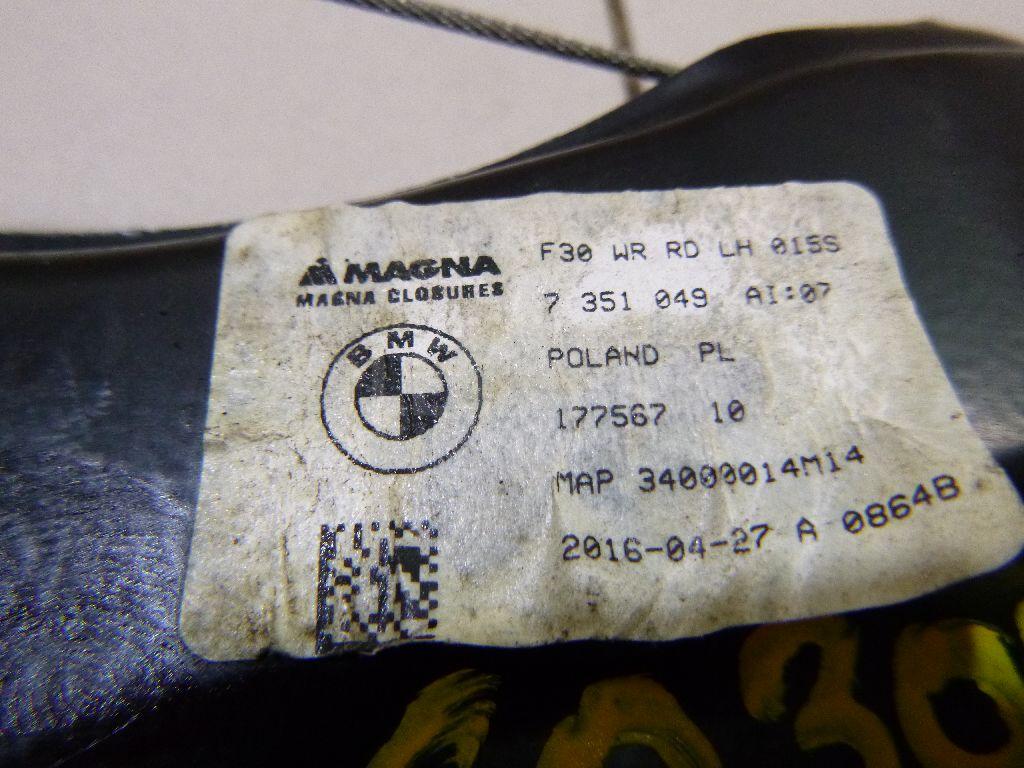 MAGNA
MAGNA CLOSURES
BMW
F30 WR RD LH 015S
7 351 049 AI:07
POLAND PL
177567 10
MAP 34000014M14
2016-04-27 A 0864B